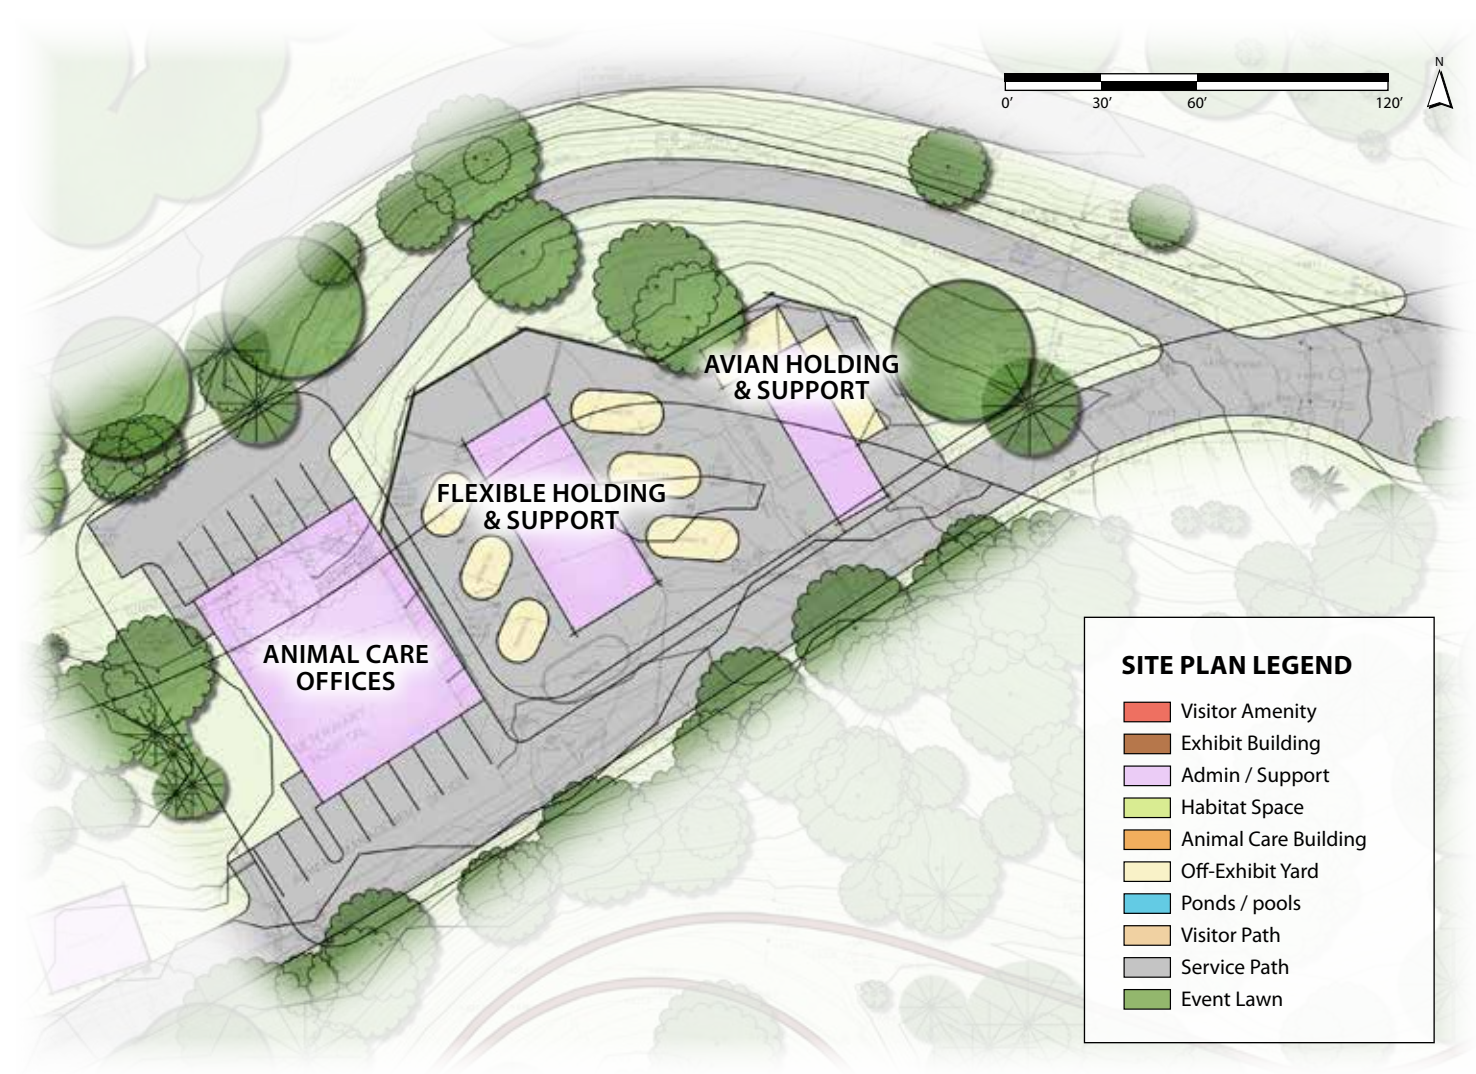 N
0' 30' 60' 120'
AVIAN HOLDING
& SUPPORT
FLEXIBLE HOLDING
& SUPPORT
ANIMAL CARE
OFFICES
VETERINARY
HOSPITAL
SITE PLAN LEGEND
Visitor Amenity
Exhibit Building
Admin / Support
Habitat Space
Animal Care Building
Off-Exhibit Yard
Ponds / pools
Visitor Path
Service Path
Event Lawn